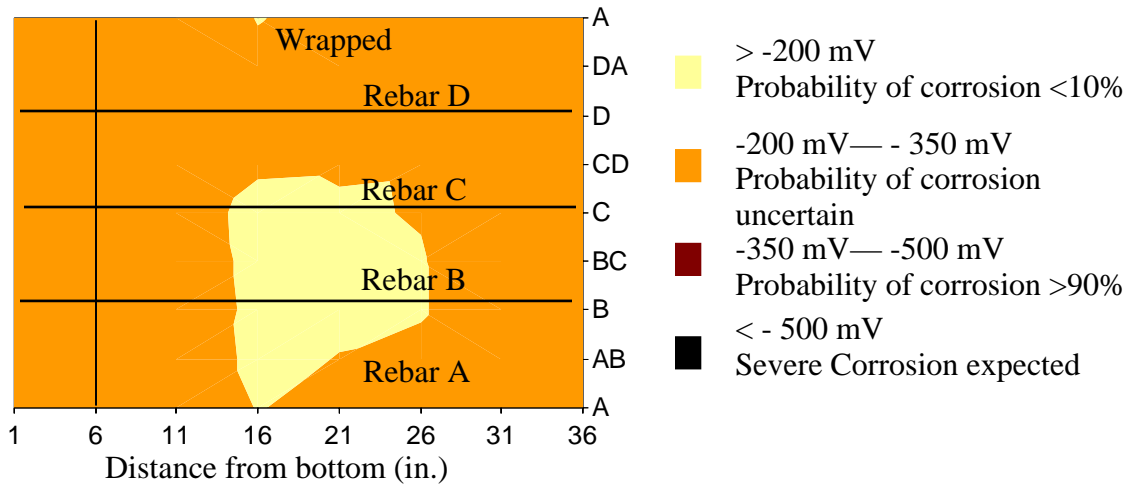 Wrapped
Rebar D
Rebar C
Rebar B
Rebar A
A
DA
D
CD
C
BC
B
AB
A
1 6 11 16 21 26 31 36
Distance from bottom (in.)
> -200 mV
Probability of corrosion <10%
-200 mV— - 350 mV
Probability of corrosion
uncertain
-350 mV— -500 mV
Probability of corrosion >90%
< - 500 mV
Severe Corrosion expected